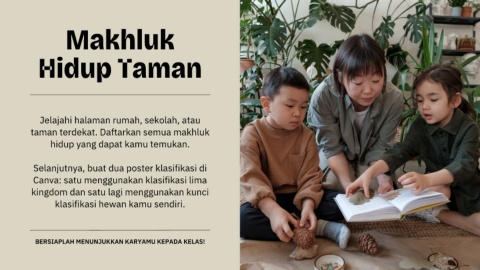 Makhluk
Hidup Taman
Jelajahi halaman rumah, sekolah, atau
taman terdekat. Daftarkan semua makhluk
hidup yang dapat kamu temukan.
Selanjutnya, buat dua poster klasifikasi di
Canva: satu menggunakan klasifikasi lima
kingdom dan satu lagi menggunakan kunci
klasifikasi hewan kamu sendiri.
BERSIAPLAH MENUNJUKKAN KARYAMU KEPADA KELAS!